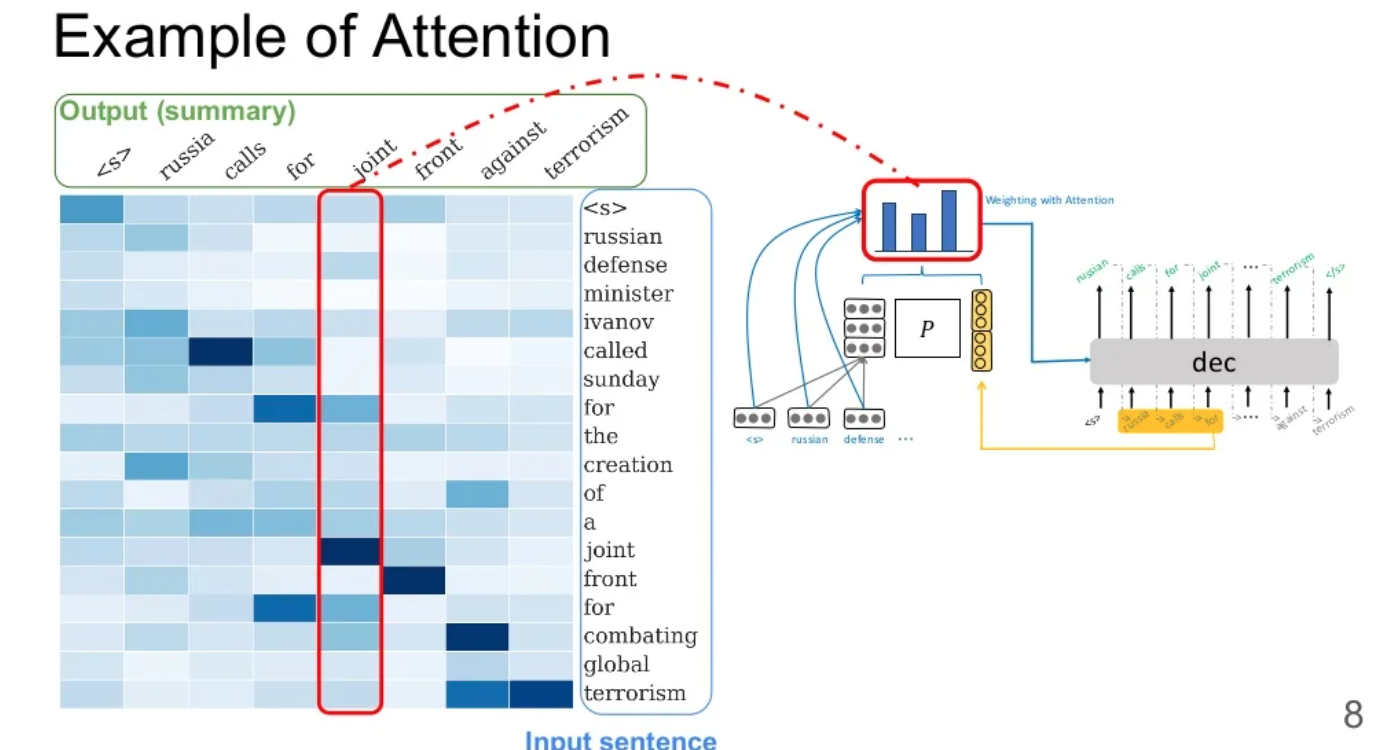 Example of Attention
Output (summary)
<s> russia calls for joint front against terrorism
<s>
russian
defense
minister
ivanov
called
sunday
for
the
creation
of
a
joint
front
for
combating
global
terrorism
Input sentence
Weighting with Attention
P
<s> russian defense ...
russian calls for joint ... terrorism </s>
dec
<s> russia calls for ... against terrorism
8